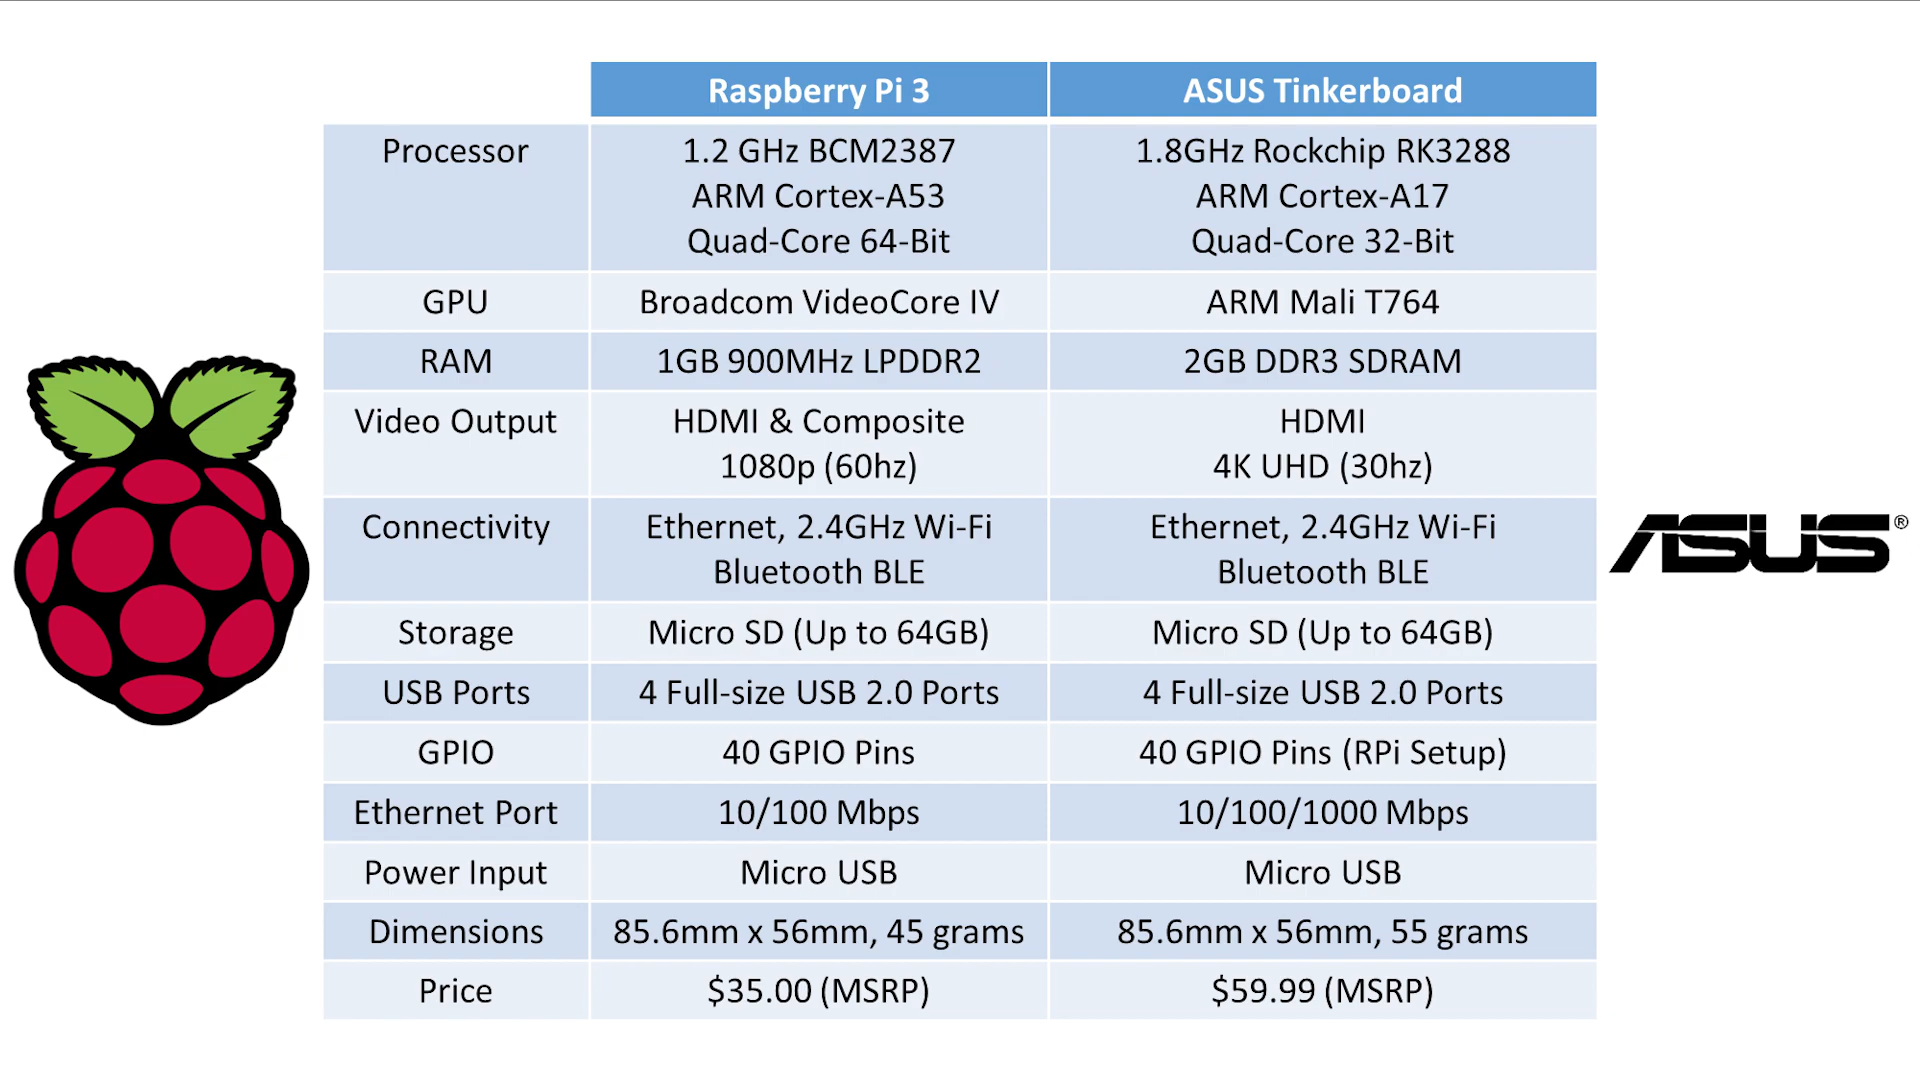 Raspberry Pi 3 ASUS Tinkerboard
Processor 1.2 GHz BCM2387 1.8GHz Rockchip RK3288
ARM Cortex-A53 ARM Cortex-A17
Quad-Core 64-Bit Quad-Core 32-Bit
GPU Broadcom VideoCore IV ARM Mali T764
RAM 1GB 900MHz LPDDR2 2GB DDR3 SDRAM
Video Output HDMI & Composite HDMI
1080p (60hz) 4K UHD (30hz)
Connectivity Ethernet, 2.4GHz Wi-Fi Ethernet, 2.4GHz Wi-Fi
Bluetooth BLE Bluetooth BLE
Storage Micro SD (Up to 64GB) Micro SD (Up to 64GB)
USB Ports 4 Full-size USB 2.0 Ports 4 Full-size USB 2.0 Ports
GPIO 40 GPIO Pins 40 GPIO Pins (RPi Setup)
Ethernet Port 10/100 Mbps 10/100/1000 Mbps
Power Input Micro USB Micro USB
Dimensions 85.6mm x 56mm, 45 grams 85.6mm x 56mm, 55 grams
Price $35.00 (MSRP) $59.99 (MSRP)
ASUS®